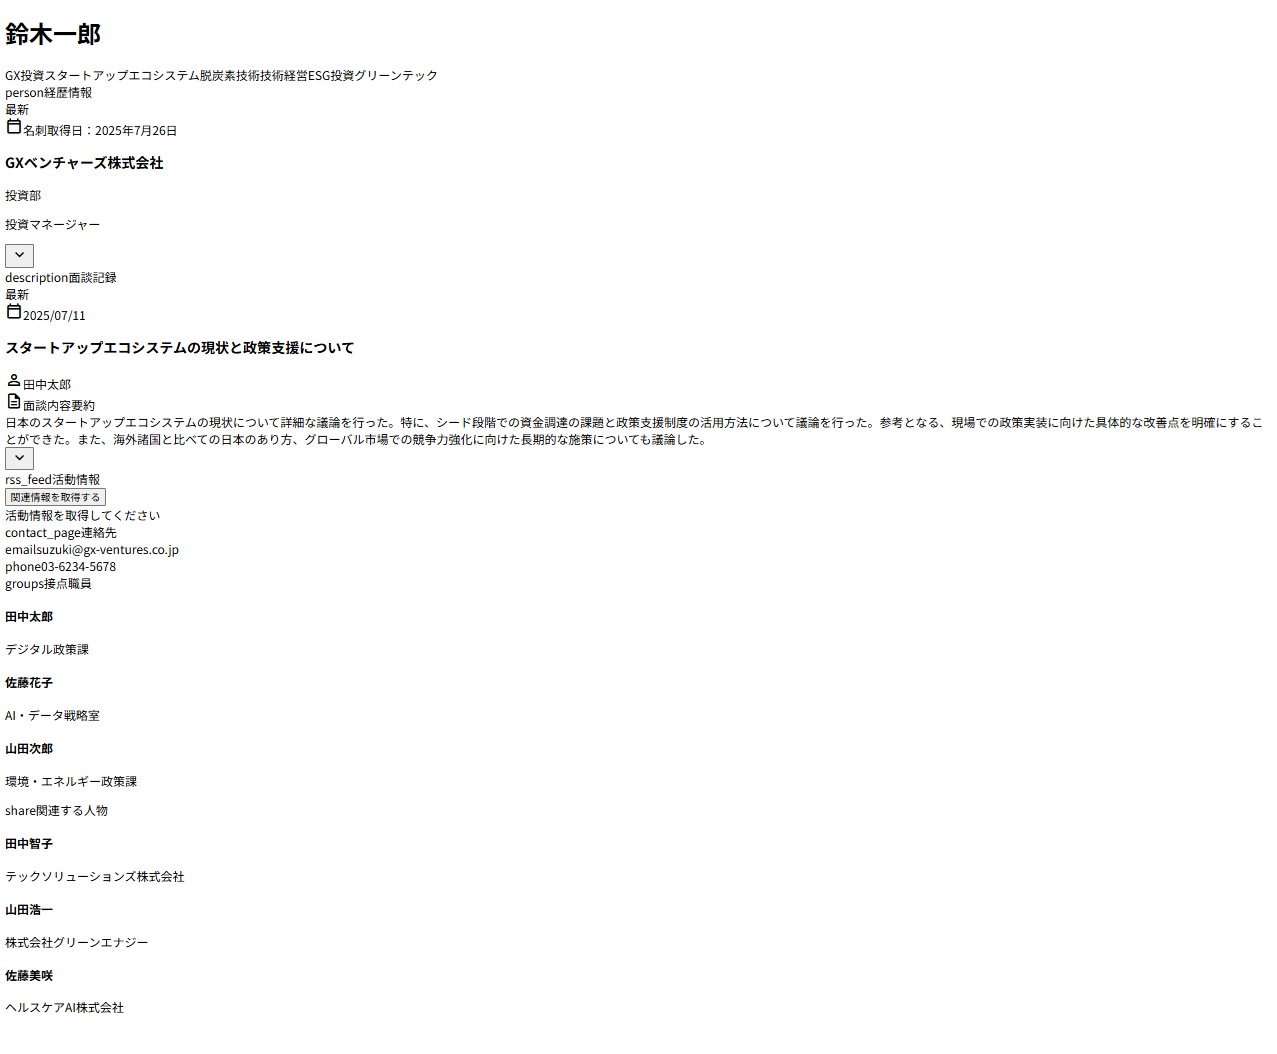 鈴木一郎
GX投資スタートアップエコシステム脱炭素技術技術経営ESG投資グリーンテック
person経歴情報
最新
名刺取得日：2025年7月26日
GXベンチャーズ株式会社
投資部
投資マネージャー
description面談記録
最新
2025/07/11
スタートアップエコシステムの現状と政策支援について
田中太郎
面談内容要約
日本のスタートアップエコシステムの現状について詳細な議論を行った。特に、シード段階での資金調達の課題と政策支援制度の活用方法について議論を行った。参考となる、現場での政策実装に向けた具体的な改善点を明確にするこ
とができた。また、海外諸国と比べての日本のあり方、グローバル市場での競争力強化に向けた長期的な施策についても議論した。
rss_feed活動情報
関連情報を取得する
活動情報を取得してください
contact_page連絡先
emailsuzuki@gx-ventures.co.jp
phone03-6234-5678
groups接点職員
田中太郎
デジタル政策課
佐藤花子
AI・データ戦略室
山田次郎
環境・エネルギー政策課
share関連する人物
田中智子
テックソリューションズ株式会社
山田浩一
株式会社グリーンエナジー
佐藤美咲
ヘルスケアAI株式会社